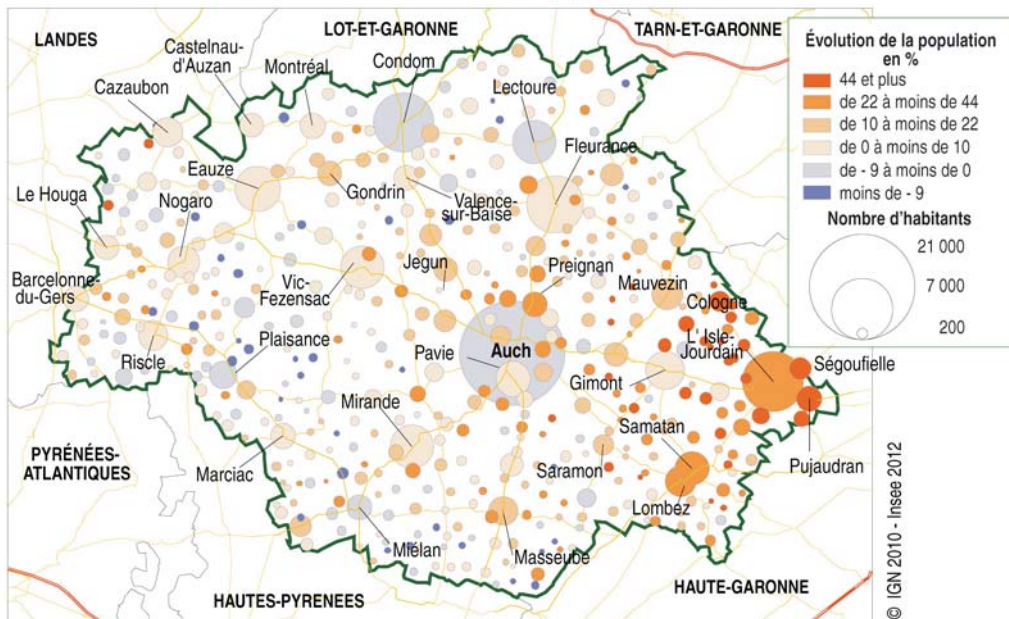 LANDES
LOT-ET-GARONNE
TARN-ET-GARONNE
Castelnau-
d'Auzan
Montréal
Condom
Cazaubon
Lectoure
Fleurance
Eauze
Gondrin
Valence-
sur-Baïse
Le Houga
Nogaro
Barcelonne-
du-Gers
Vic-
Fezensac
Jegun
Preignan
Mauvezin
Cologne
L' Isle-
Jourdain
Ségoufielle
Riscle
Plaisance
Pavie
Auch
Gimont
Mirande
Samatan
Pujaudran
PYRÉNÉES-
ATLANTIQUES
Marciac
Saramon
Lombez
Miélan
Masseube
HAUTES-PYRENEES
HAUTE-GARONNE
Évolution de la population
en %
44 et plus
de 22 à moins de 44
de 10 à moins de 22
de 0 à moins de 10
de - 9 à moins de 0
moins de - 9
Nombre d'habitants
21 000
7 000
200
© IGN 2010 - Insee 2012